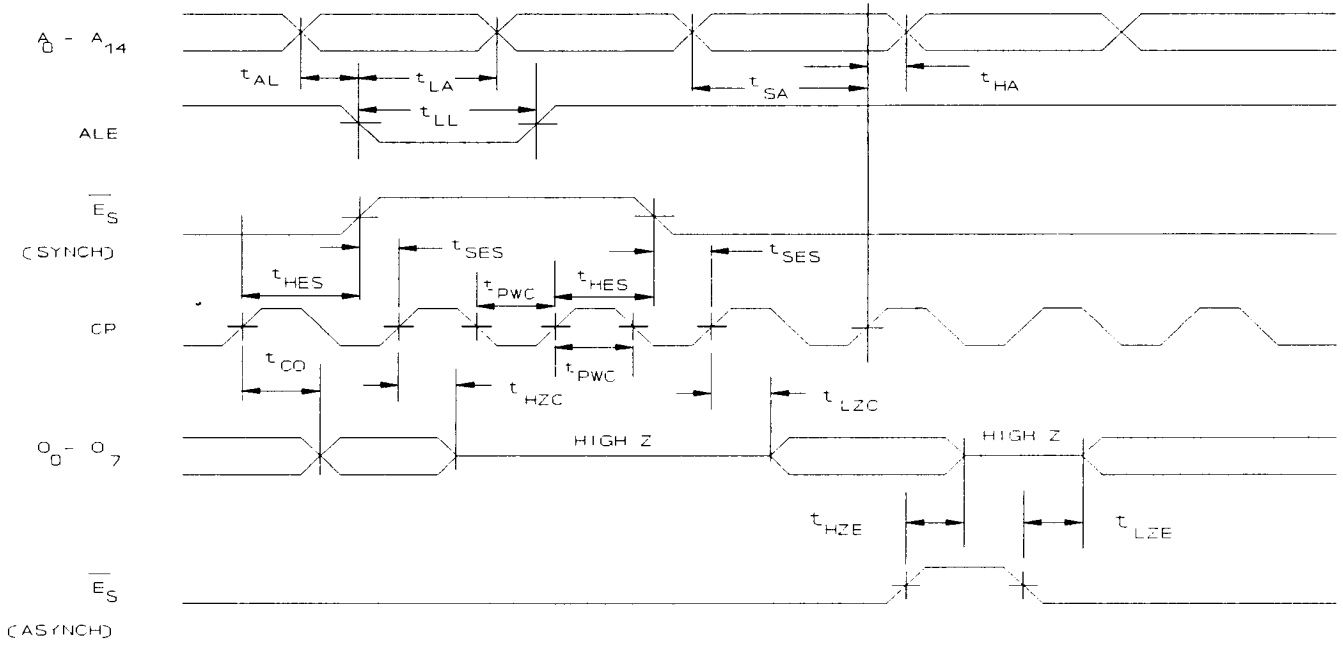 A0 - A14
tAL
tLA
tSA
tHA
ALE
tLL
ES
(SYNCH)
tSES
tSES
tHES
tPWC
tHES
CP
tCO
tPWC
tHZC
tLZC
O0 - O7
HIGH Z
HIGH Z
tHZE
tLZE
ES
(ASYNCH)